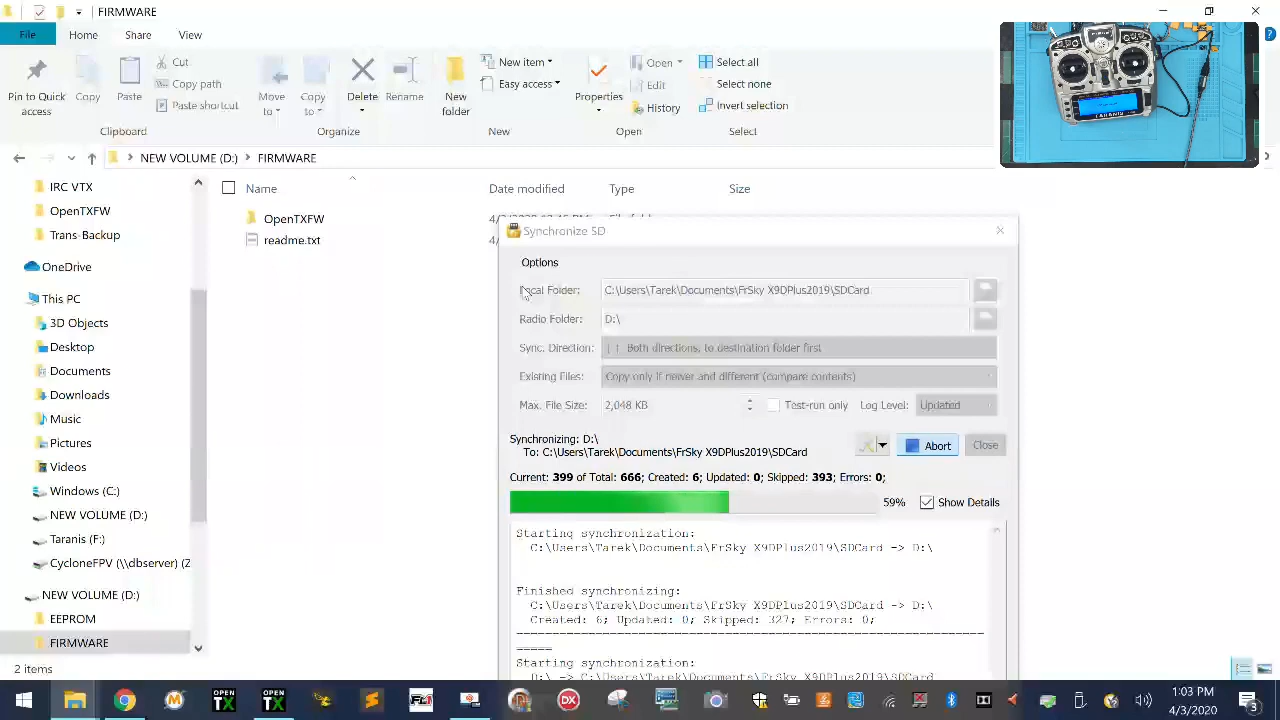 FIRMWARE
File Home Share View
Pin to Quick access
Copy
Paste
Cut
Copy path
Paste shortcut
Clipboard
Move to
Copy to
Delete
Rename
Organize
New folder
New item
Easy access
New
Properties
Open
Edit
History
Open
Select all
Select none
Invert selection
Select
NEW VOLUME (D:) > FIRMWARE
IRC VTX
OpenTXFW
Trans-Backup
OneDrive
This PC
3D Objects
Desktop
Documents
Downloads
Music
Pictures
Videos
Windows (C:)
NEW VOLUME (D:)
Taranis (F:)
CycloneFPV (\\dbserver) (Z
NEW VOLUME (D:)
EEPROM
FIRMWARE
2 items
Name Date modified Type Size
OpenTXFW
readme.txt
TARANIS
Synchronize SD
Options
Local Folder: C:\Users\Tarek\Documents\FrSky X9DPlus2019\SDCard
Radio Folder: D:\
Sync. Direction: Both directions, to destination folder first
Existing Files: Copy only if newer and different (compare contents)
Max. File Size: 2,048 KB Test-run only Log Level: Updated
Synchronizing: D:\
To: C:\Users\Tarek\Documents\FrSky X9DPlus2019\SDCard
Abort Close
Current: 399 of Total: 666; Created: 6; Updated: 0; Skipped: 393; Errors: 0;
59% Show Details
Starting synchronization:
C:\Users\Tarek\Documents\FrSky X9DPlus2019\SDCard -> D:\
Finished synchronizing:
C:\Users\Tarek\Documents\FrSky X9DPlus2019\SDCard -> D:\
Created: 6; Updated: 0; Skipped: 327; Errors: 0;
Starting synchronization:
OPEN TX
OPEN TX
DX
1:03 PM
4/3/2020
3